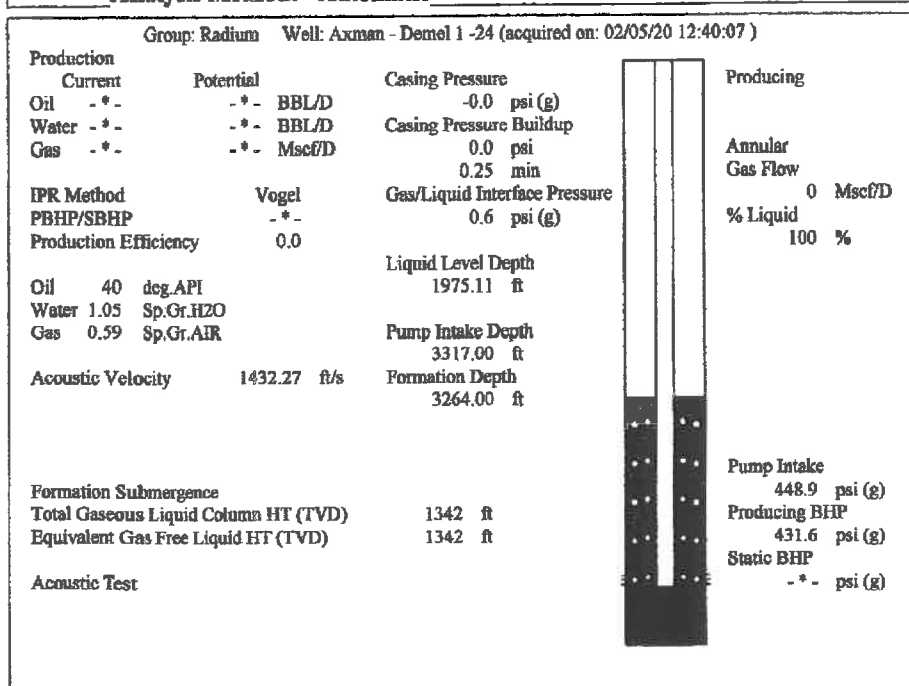 Group: Radium Well: Axman - Demel 1 -24 (acquired on: 02/05/20 12:40:07 )
Production
Current Potential
Oil - * - - * - BBL/D
Water - * - - * - BBL/D
Gas - * - - * - Mscf/D
IPR Method Vogel
PBHP/SBHP - * -
Production Efficiency 0.0
Oil 40 deg.API
Water 1.05 Sp.Gr.H2O
Gas 0.59 Sp.Gr.AIR
Acoustic Velocity 1432.27 ft/s
Formation Submergence
Total Gaseous Liquid Column HT (TVD) 1342 ft
Equivalent Gas Free Liquid HT (TVD) 1342 ft
Acoustic Test
Casing Pressure
-0.0 psi (g)
Casing Pressure Buildup
0.0 psi
0.25 min
Gas/Liquid Interface Pressure
0.6 psi (g)
Liquid Level Depth
1975.11 ft
Pump Intake Depth
3317.00 ft
Formation Depth
3264.00 ft
Producing
Annular
Gas Flow
0 Mscf/D
% Liquid
100 %
Pump Intake
448.9 psi (g)
Producing BHP
431.6 psi (g)
Static BHP
- * - psi (g)